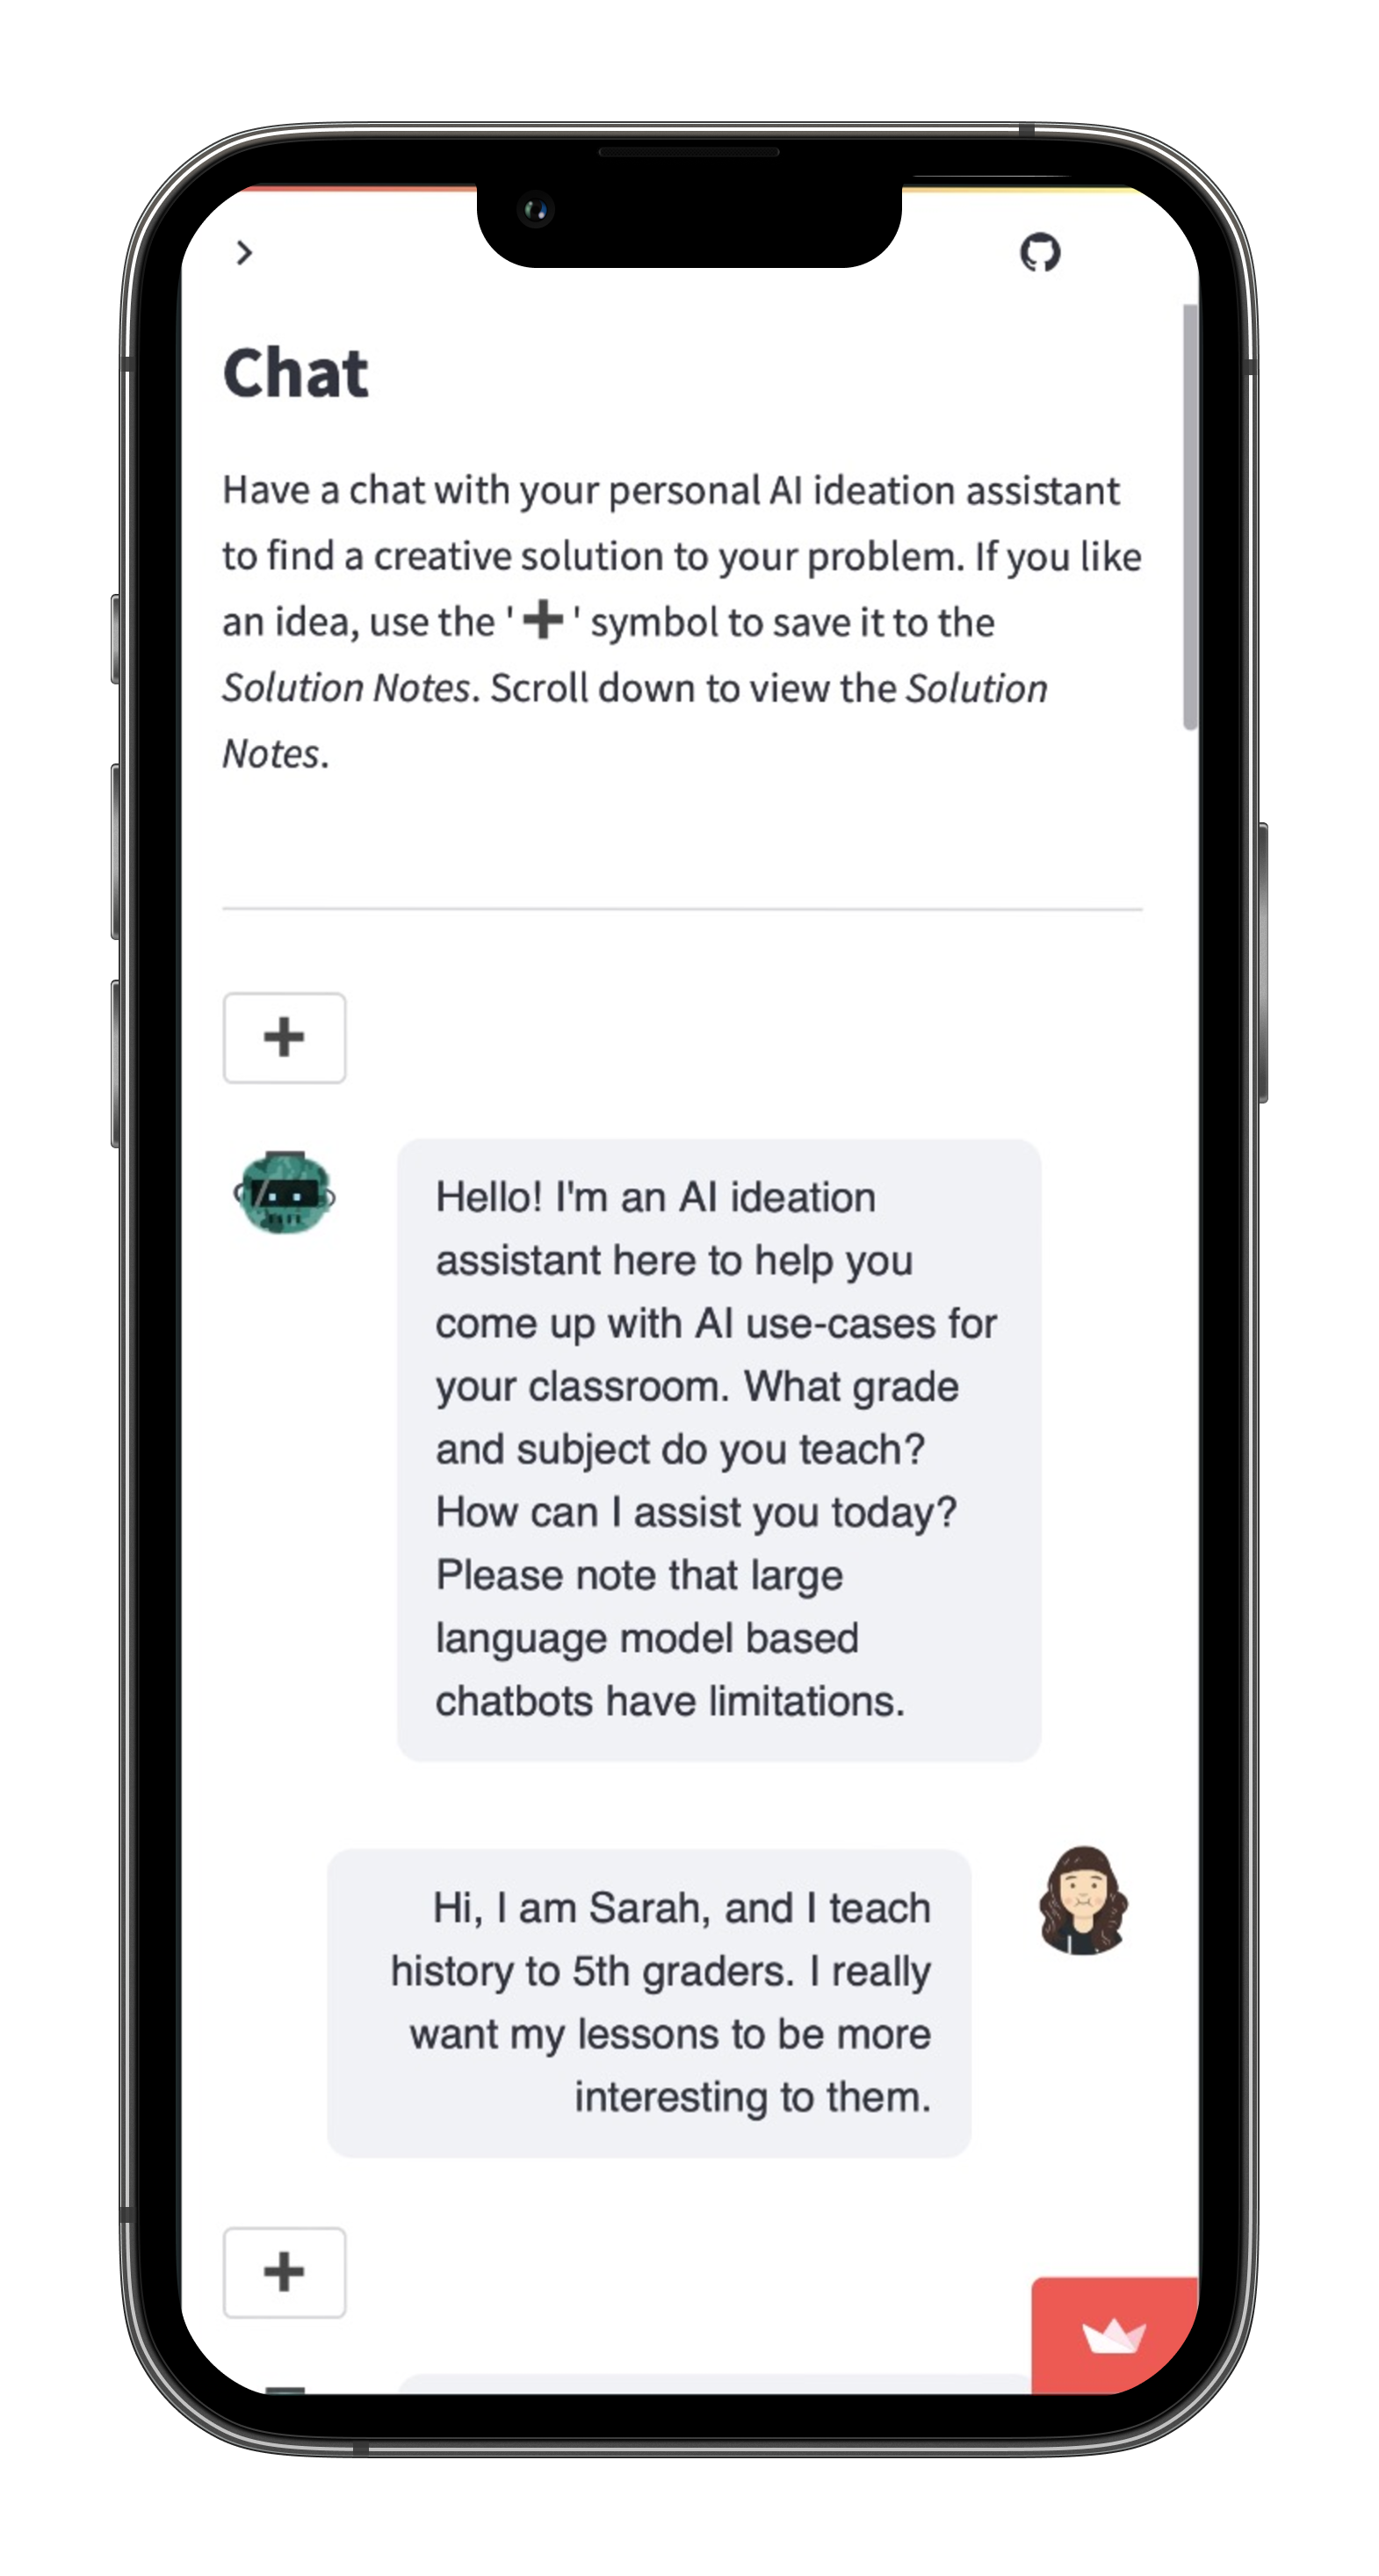 Chat
Have a chat with your personal AI ideation assistant
to find a creative solution to your problem. If you like
an idea, use the ' ➕ ' symbol to save it to the
Solution Notes. Scroll down to view the Solution
Notes.
Hello! I'm an AI ideation
assistant here to help you
come up with AI use-cases for
your classroom. What grade
and subject do you teach?
How can I assist you today?
Please note that large
language model based
chatbots have limitations.
Hi, I am Sarah, and I teach
history to 5th graders. I really
want my lessons to be more
interesting to them.